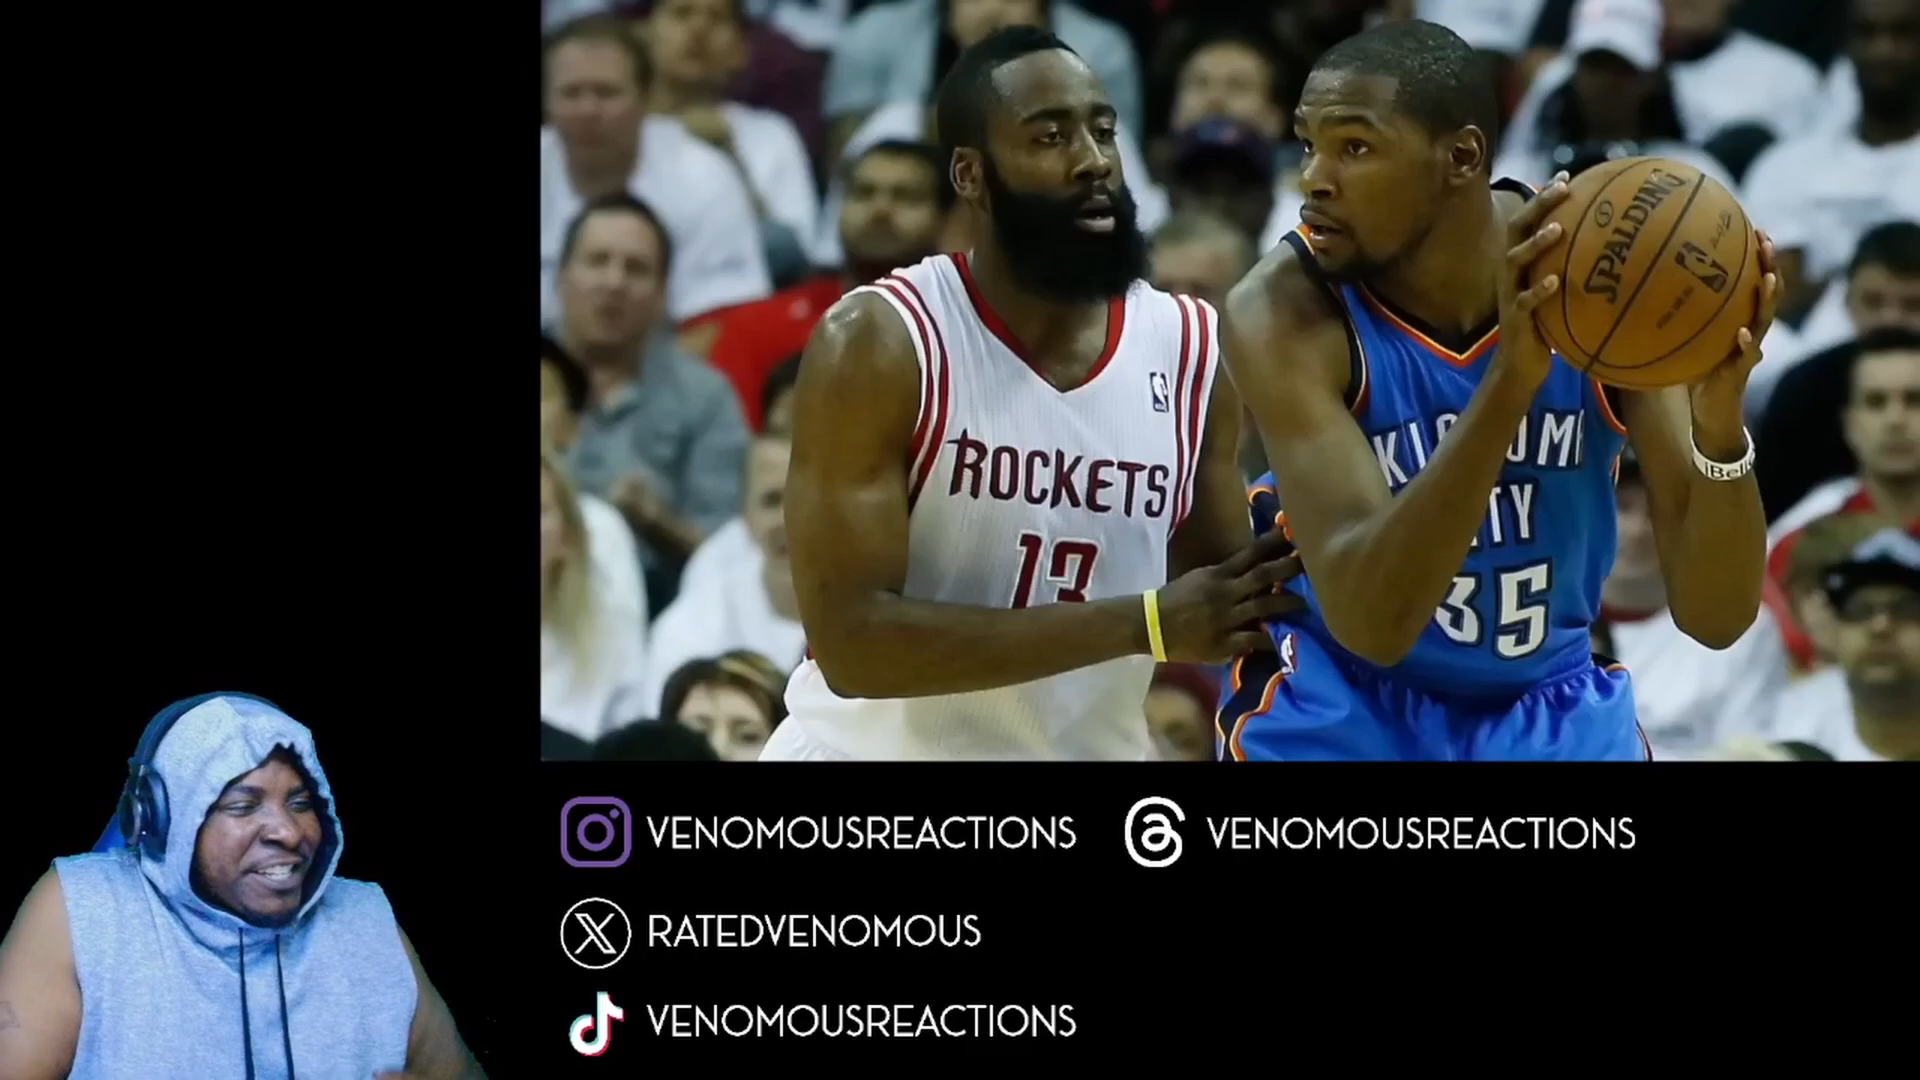 SPALDING
ROCKETS
13
35
VENOMOUSREACTIONS
VENOMOUSREACTIONS
RATEDVENOMOUS
VENOMOUSREACTIONS